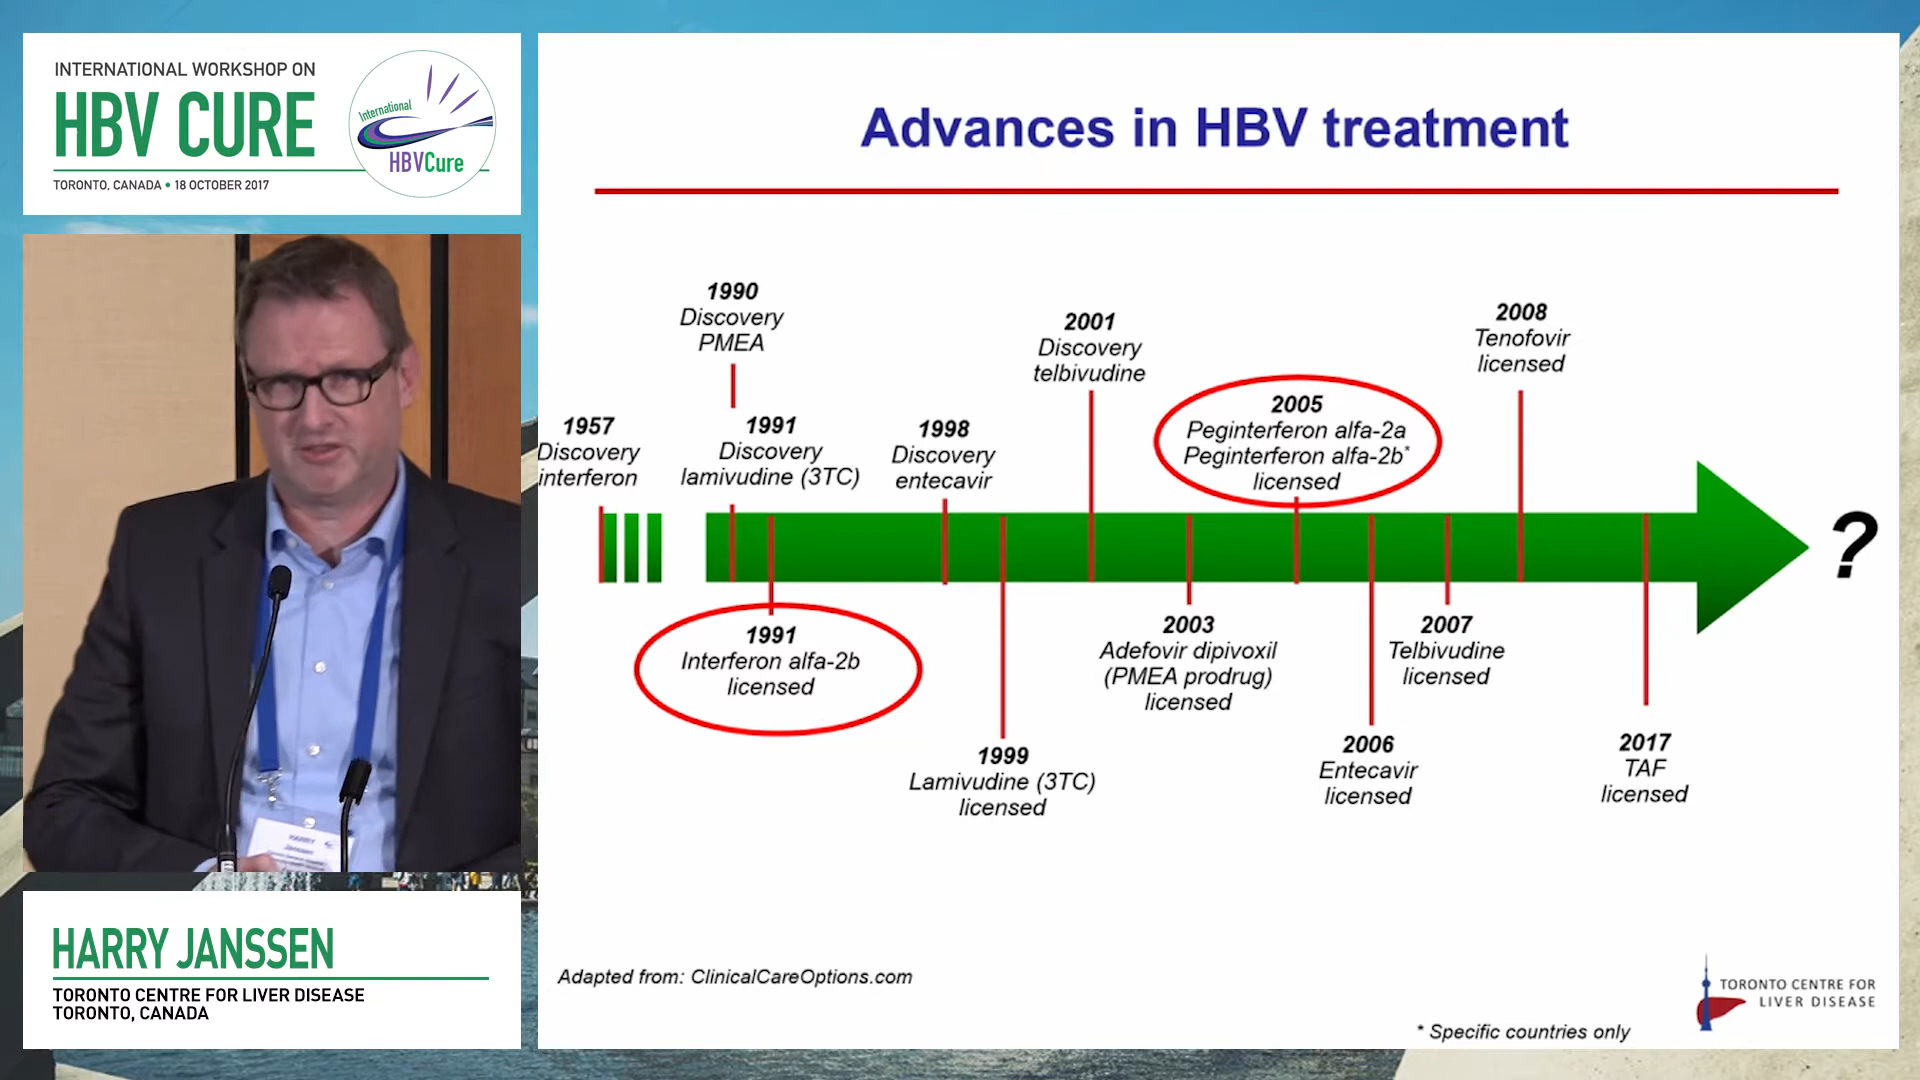 INTERNATIONAL WORKSHOP ON
HBV CURE
TORONTO, CANADA • 18 OCTOBER 2017
International
HBVCure
HARRY
Janssen
HARRY JANSSEN
TORONTO CENTRE FOR LIVER DISEASE
TORONTO, CANADA
Advances in HBV treatment
1990
Discovery
PMEA
2001
Discovery
telbivudine
2008
Tenofovir
licensed
2005
Peginterferon alfa-2a
Peginterferon alfa-2b*
licensed
1957
Discovery
interferon
1991
Discovery
lamivudine (3TC)
1998
Discovery
entecavir
?
1991
Interferon alfa-2b
licensed
2003
Adefovir dipivoxil
(PMEA prodrug)
licensed
2007
Telbivudine
licensed
1999
Lamivudine (3TC)
licensed
2006
Entecavir
licensed
2017
TAF
licensed
Adapted from: ClinicalCareOptions.com
TORONTO CENTRE FOR
LIVER DISEASE
* Specific countries only